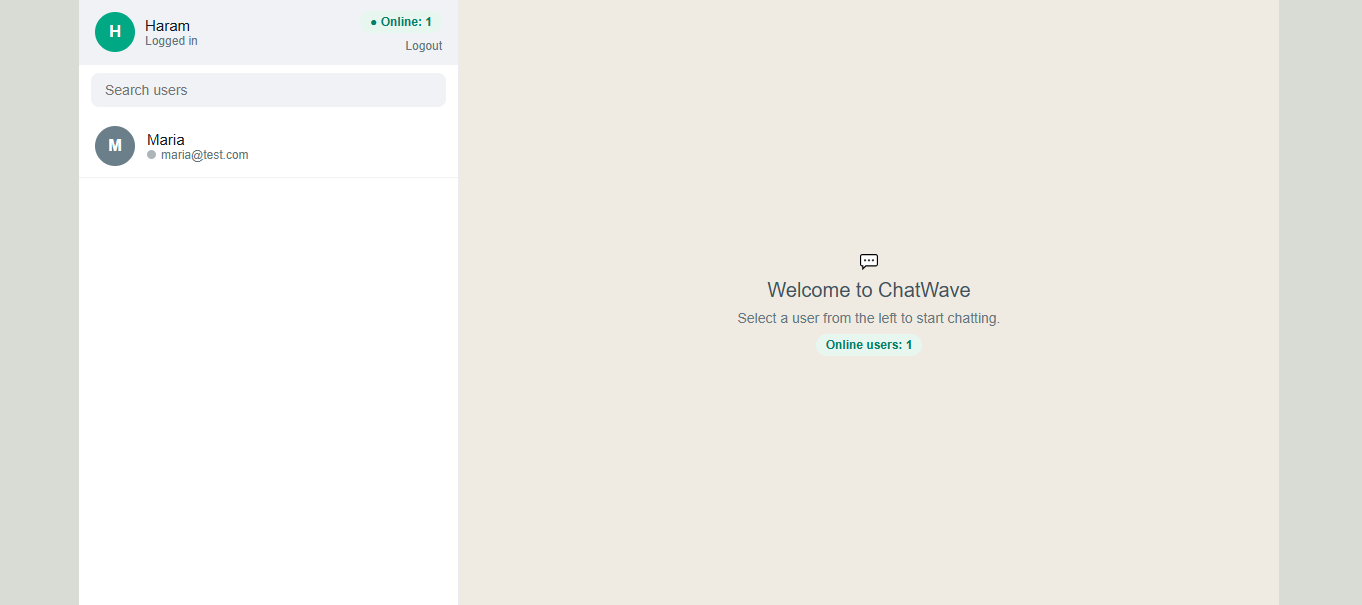 H
Haram
Logged in
● Online: 1
Logout
Search users
M
Maria
maria@test.com
Welcome to ChatWave
Select a user from the left to start chatting.
Online users: 1